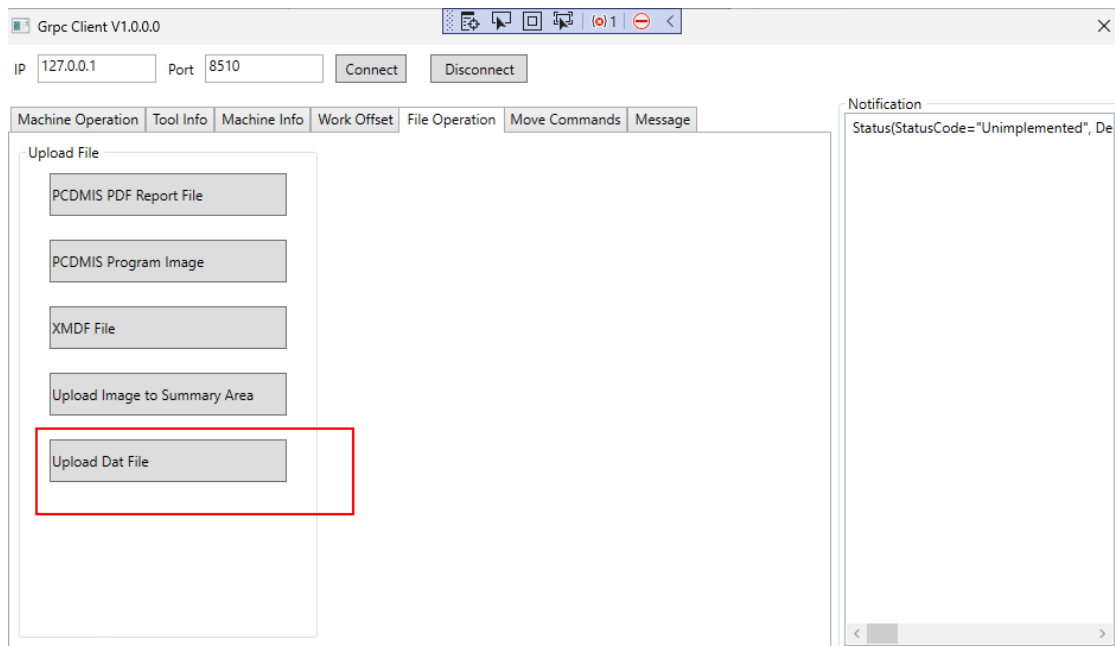 Grpc Client V1.0.0.0
1
IP 127.0.0.1 Port 8510 Connect Disconnect
Machine Operation Tool Info Machine Info Work Offset File Operation Move Commands Message
Upload File
PCDMIS PDF Report File
PCDMIS Program Image
XMDF File
Upload Image to Summary Area
Upload Dat File
Notification
Status(StatusCode="Unimplemented", De